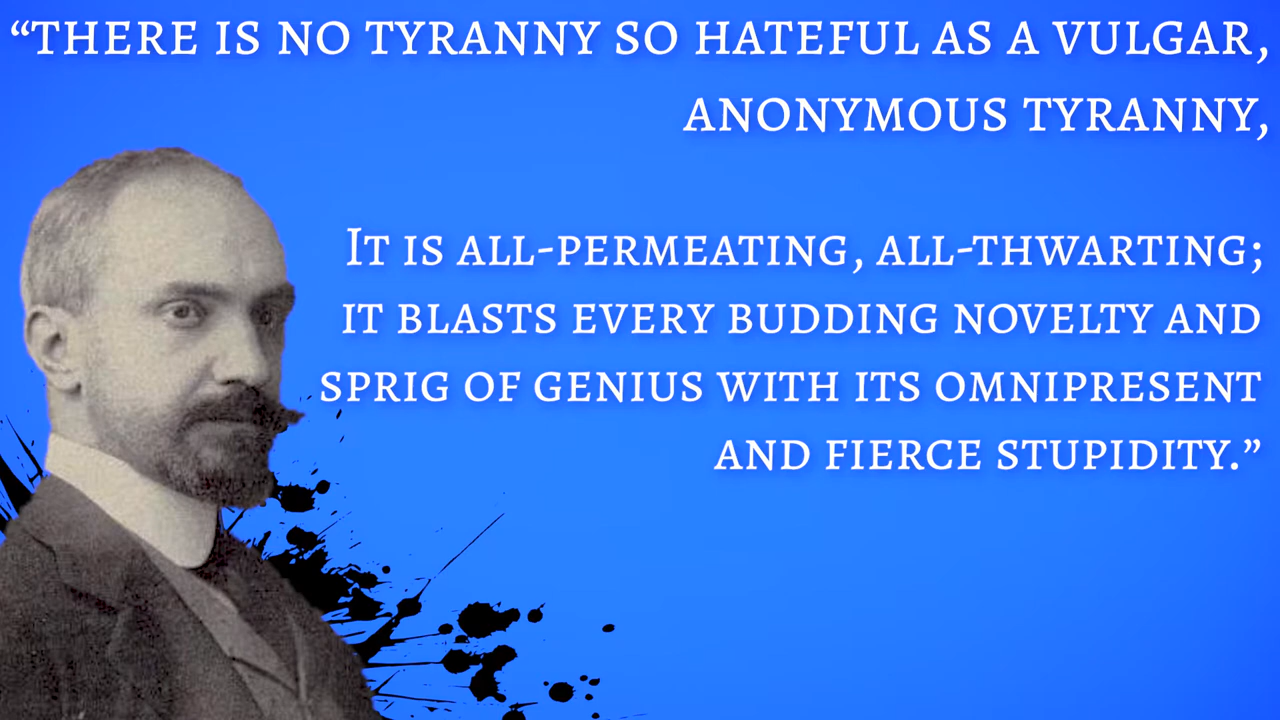 “THERE IS NO TYRANNY SO HATEFUL AS A VULGAR,
ANONYMOUS TYRANNY,
IT IS ALL-PERMEATING, ALL-THWARTING;
IT BLASTS EVERY BUDDING NOVELTY AND
SPRIG OF GENIUS WITH ITS OMNIPRESENT
AND FIERCE STUPIDITY.”